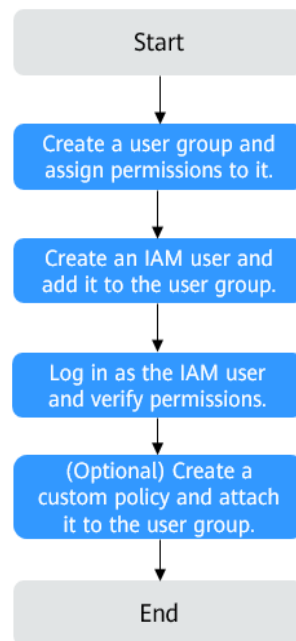 Start
Create a user group and
assign permissions to it.
Create an IAM user and
add it to the user group.
Log in as the IAM user
and verify permissions.
(Optional) Create a
custom policy and attach
it to the user group.
End